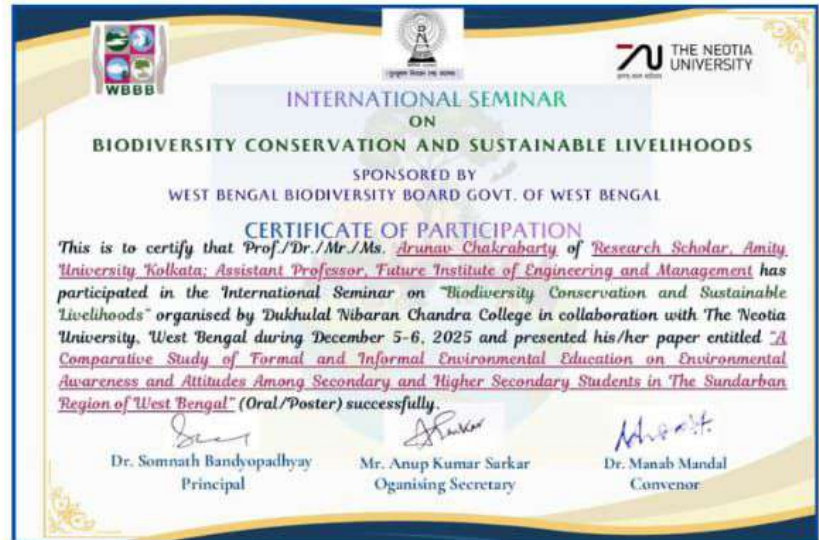 WBBB
THE NEOTIA
UNIVERSITY
INTERNATIONAL SEMINAR
ON
BIODIVERSITY CONSERVATION AND SUSTAINABLE LIVELIHOODS
SPONSORED BY
WEST BENGAL BIODIVERSITY BOARD GOVT. OF WEST BENGAL
CERTIFICATE OF PARTICIPATION
This is to certify that Prof./Dr./Mr./Ms. Arunav Chakrabarty of Research Scholar, Amity
University Kolkata; Assistant Professor, Future Institute of Engineering and Management has
participated in the International Seminar on "Biodiversity Conservation and Sustainable
Livelihoods" organised by Dukhulal Nibaran Chandra College in collaboration with The Neotia
University, West Bengal during December 5-6, 2025 and presented his/her paper entitled "A
Comparative Study of Formal and Informal Environmental Education on Environmental
Awareness and Attitudes Among Secondary and Higher Secondary Students in The Sundarban
Region of West Bengal" (Oral/Poster) successfully.
Dr. Somnath Bandyopadhyay
Principal
Mr. Anup Kumar Sarkar
Oganising Secretary
Dr. Manab Mandal
Convenor